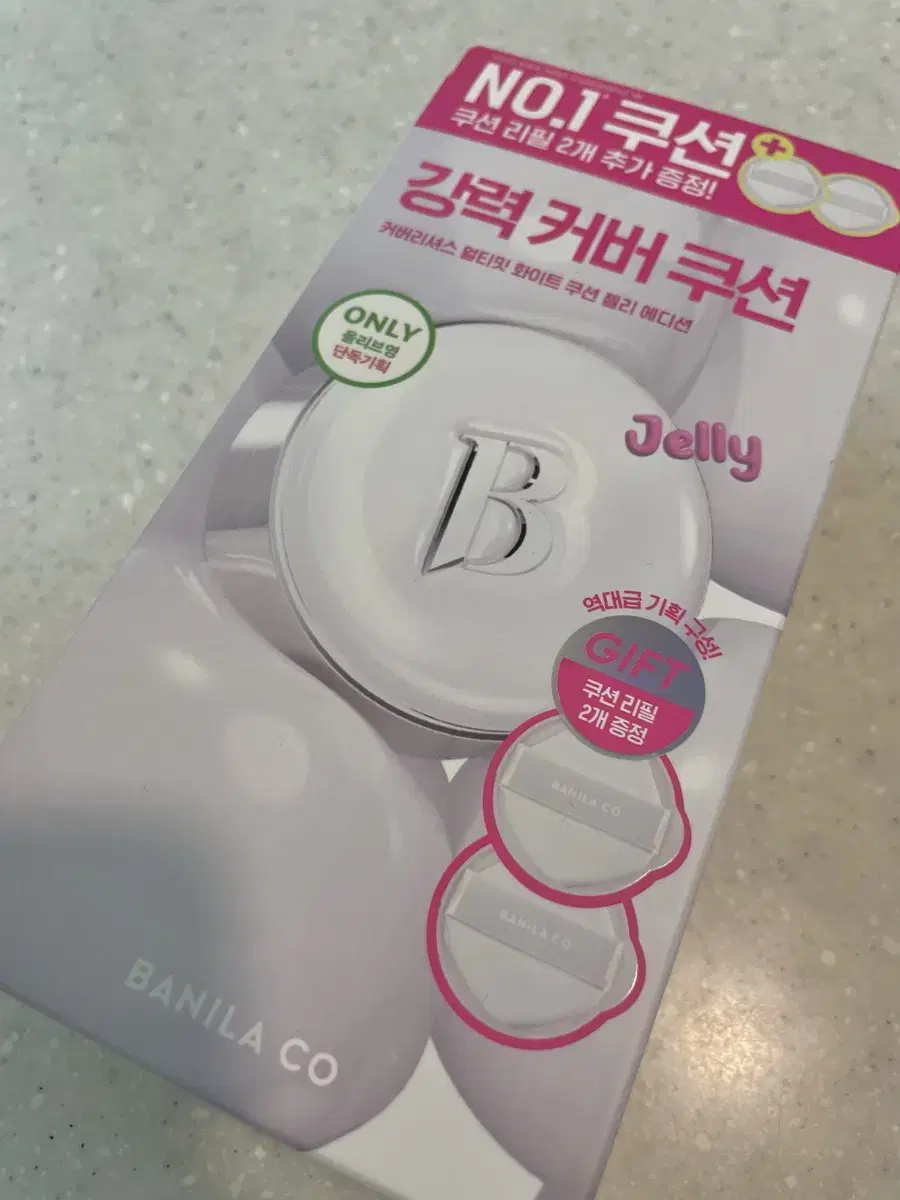 NO.1 쿠션
쿠션 리필 2개 추가 증정!
강력 커버 쿠션
커버리셔스 얼티밋 화이트 쿠션 젤리 에디션
ONLY
올리브영
단독기획
B
Jelly
역대급 기획 구성!
GIFT
쿠션 리필
2개 증정
BANILA CO
BANILA CO
BANILA CO